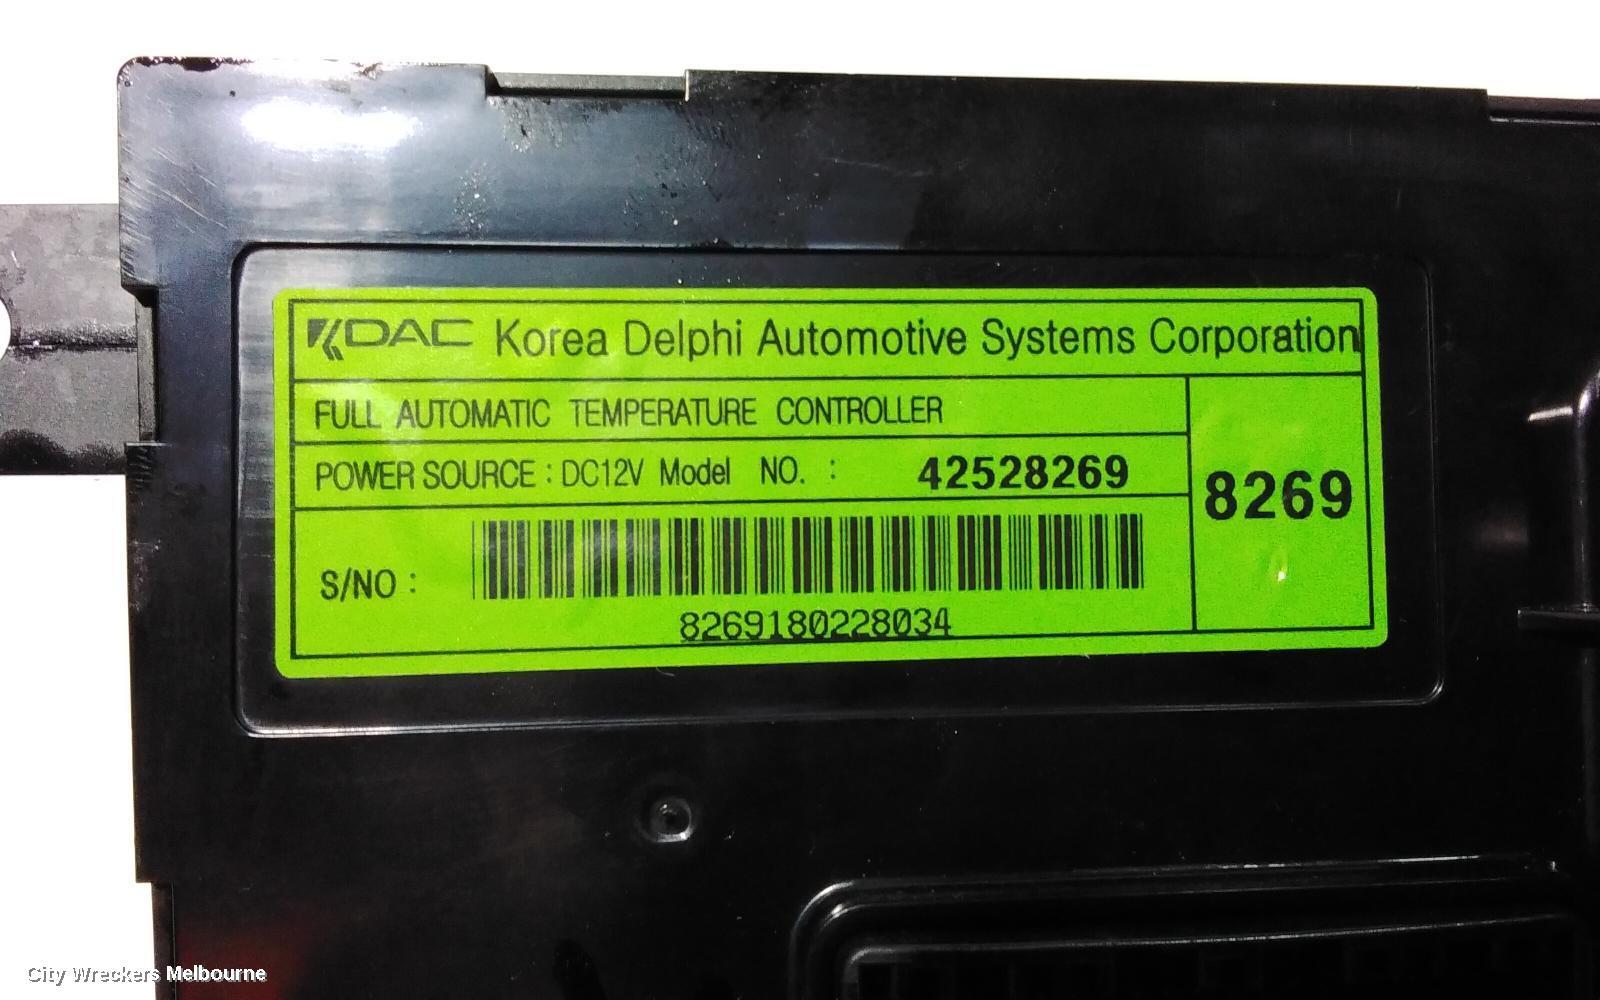 KDAC Korea Delphi Automotive Systems Corporation
FULL AUTOMATIC TEMPERATURE CONTROLLER
POWER SOURCE : DC12V Model NO. : 42528269
8269
S/NO :
8269180228034
City Wreckers Melbourne